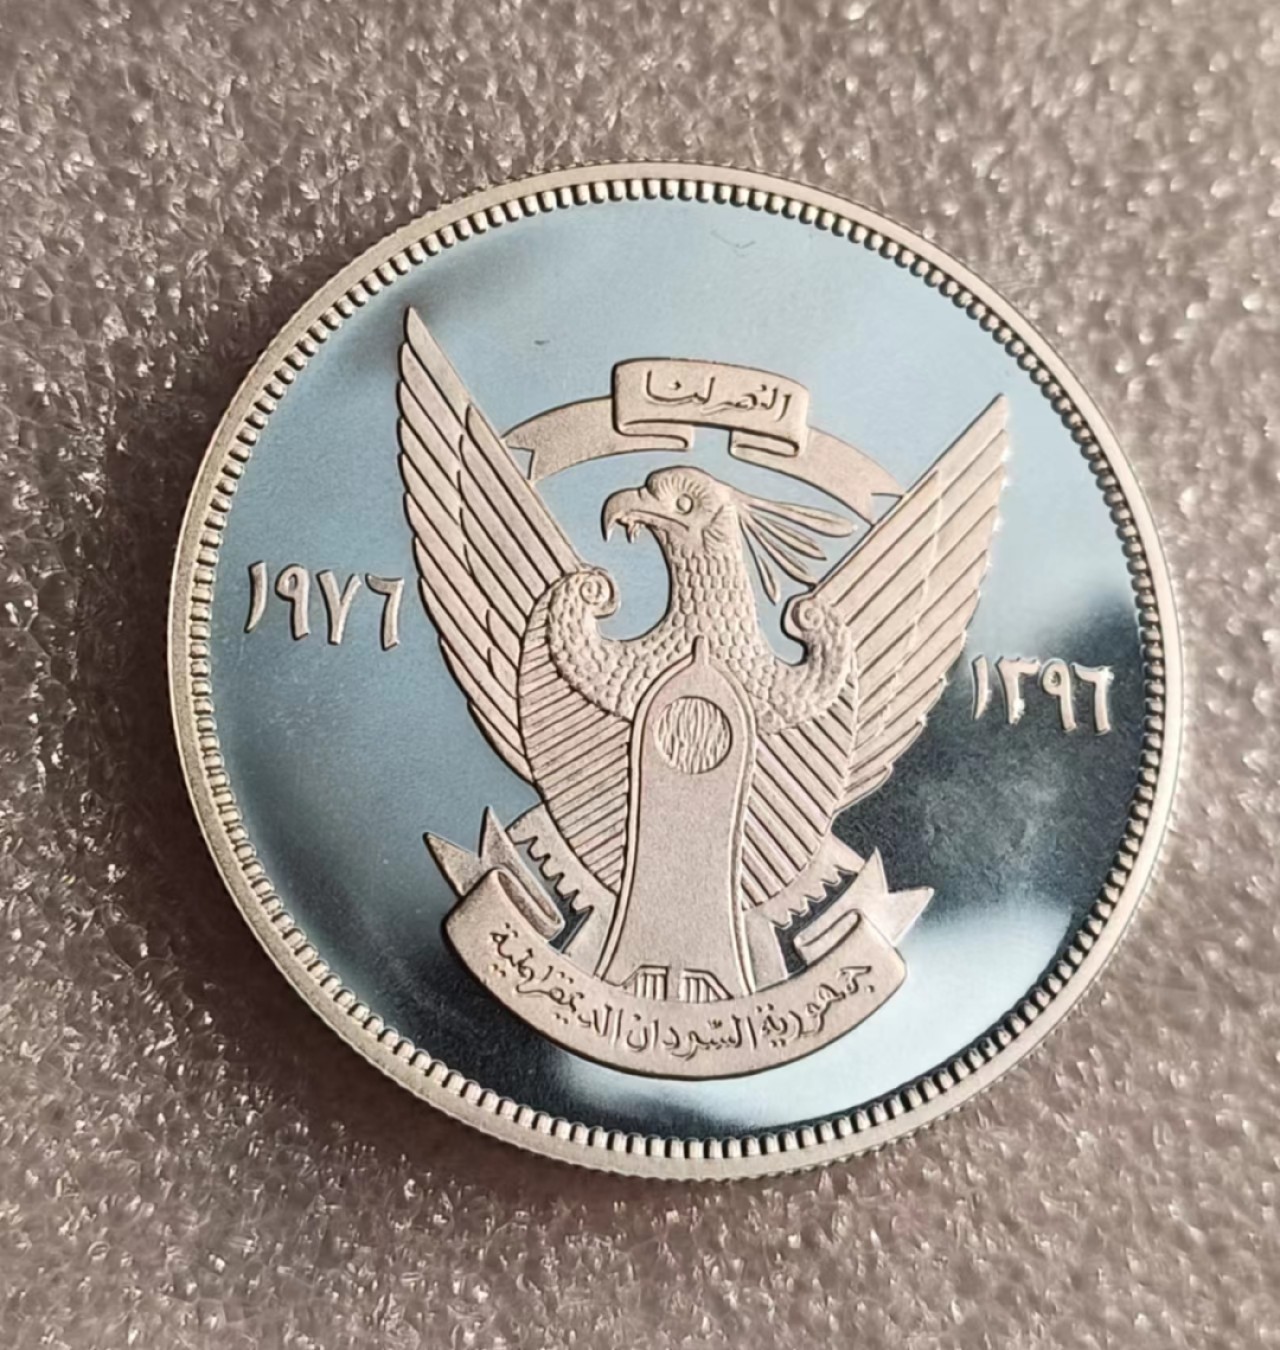 النصر لنا
١٩٧٦
١٣٩٦
جمهورية السودان الديمقراطية